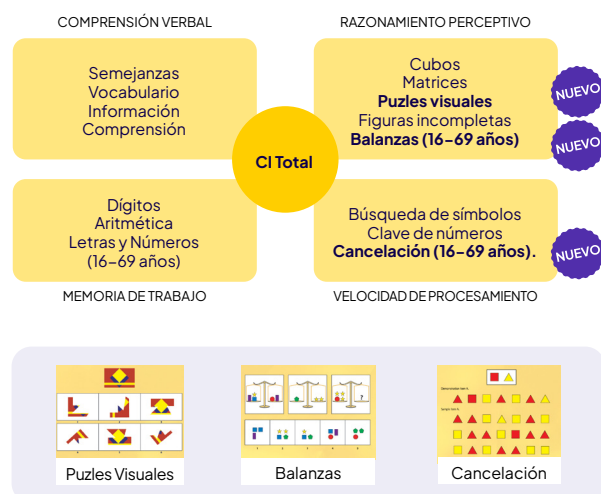 COMPRENSIÓN VERBAL
Semejanzas
Vocabulario
Información
Comprensión
RAZONAMIENTO PERCEPTIVO
Cubos
Matrices
Puzles visuales
Figuras incompletas
Balanzas (16-69 años)
NUEVO
NUEVO
CI Total
Dígitos
Aritmética
Letras y Números
(16-69 años)
MEMORIA DE TRABAJO
Búsqueda de símbolos
Clave de números
Cancelación (16-69 años).
NUEVO
VELOCIDAD DE PROCESAMIENTO
?
Puzles Visuales
Balanzas
Cancelación